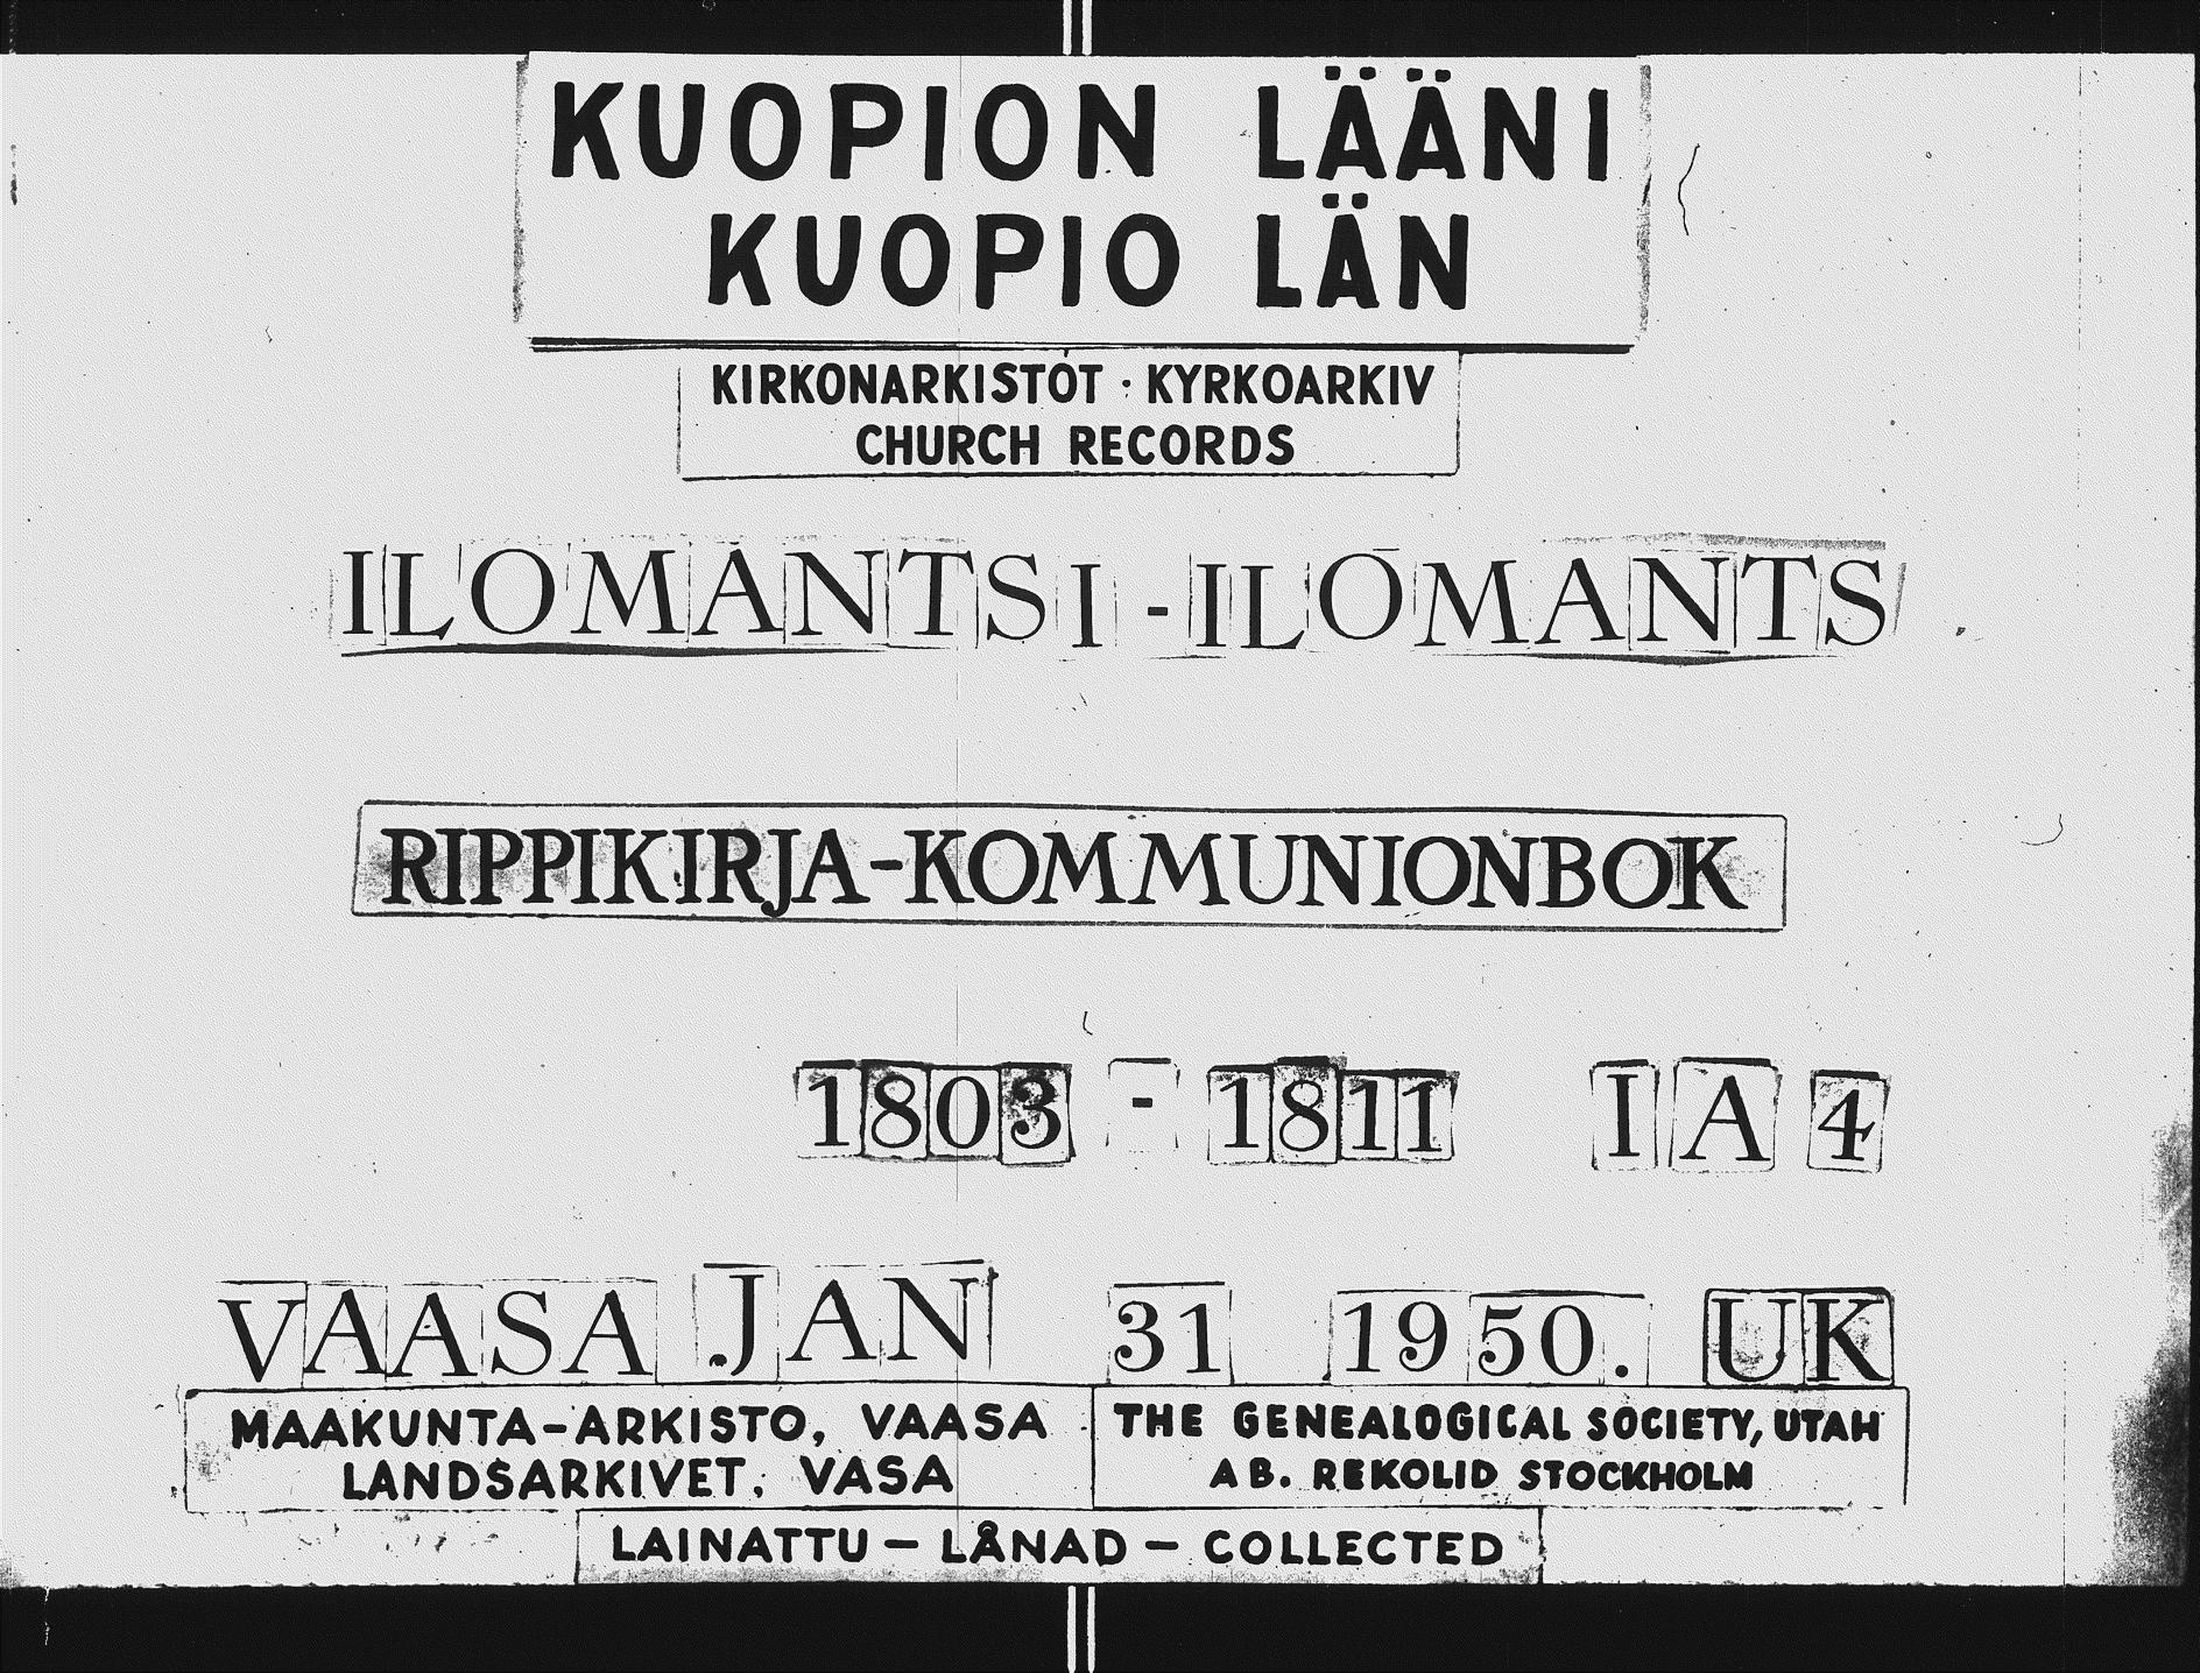 KUOPION LÄÄNI
KUOPIO LÄN
KIRKONARKISTOT · KYRKOARKIV
CHURCH RECORDS
ILOMANTSI - ILOMANTS
RIPPIKIRJA-KOMMUNIONBOK
1803 - 1811 I A 4
VAASA JAN 31 1950. UK
MAAKUNTA-ARKISTO, VAASA
LANDSARKIVET, VASA
THE GENEALOGICAL SOCIETY, UTAH
AB. REKOLID STOCKHOLM
LAINATTU - LÅNAD - COLLECTED